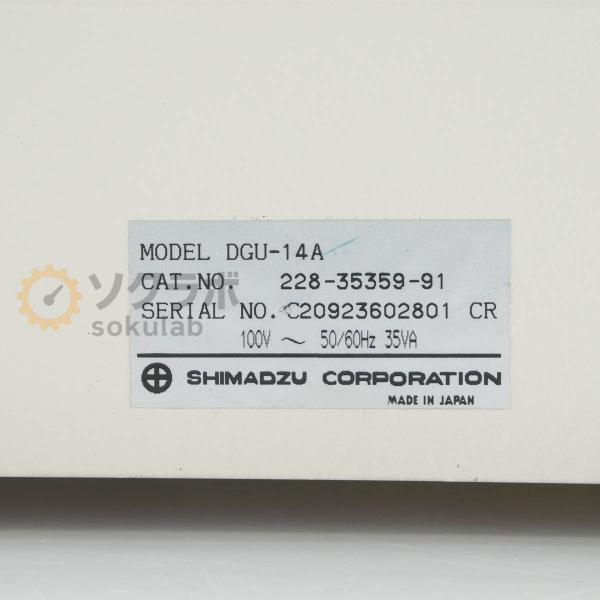 MODEL DGU-14A
CAT.NO. 228-35359-91
SERIAL NO. C20923602801 CR
100V ～ 50/60Hz 35VA
SHIMADZU CORPORATION
MADE IN JAPAN
ソクラボ
sokulab